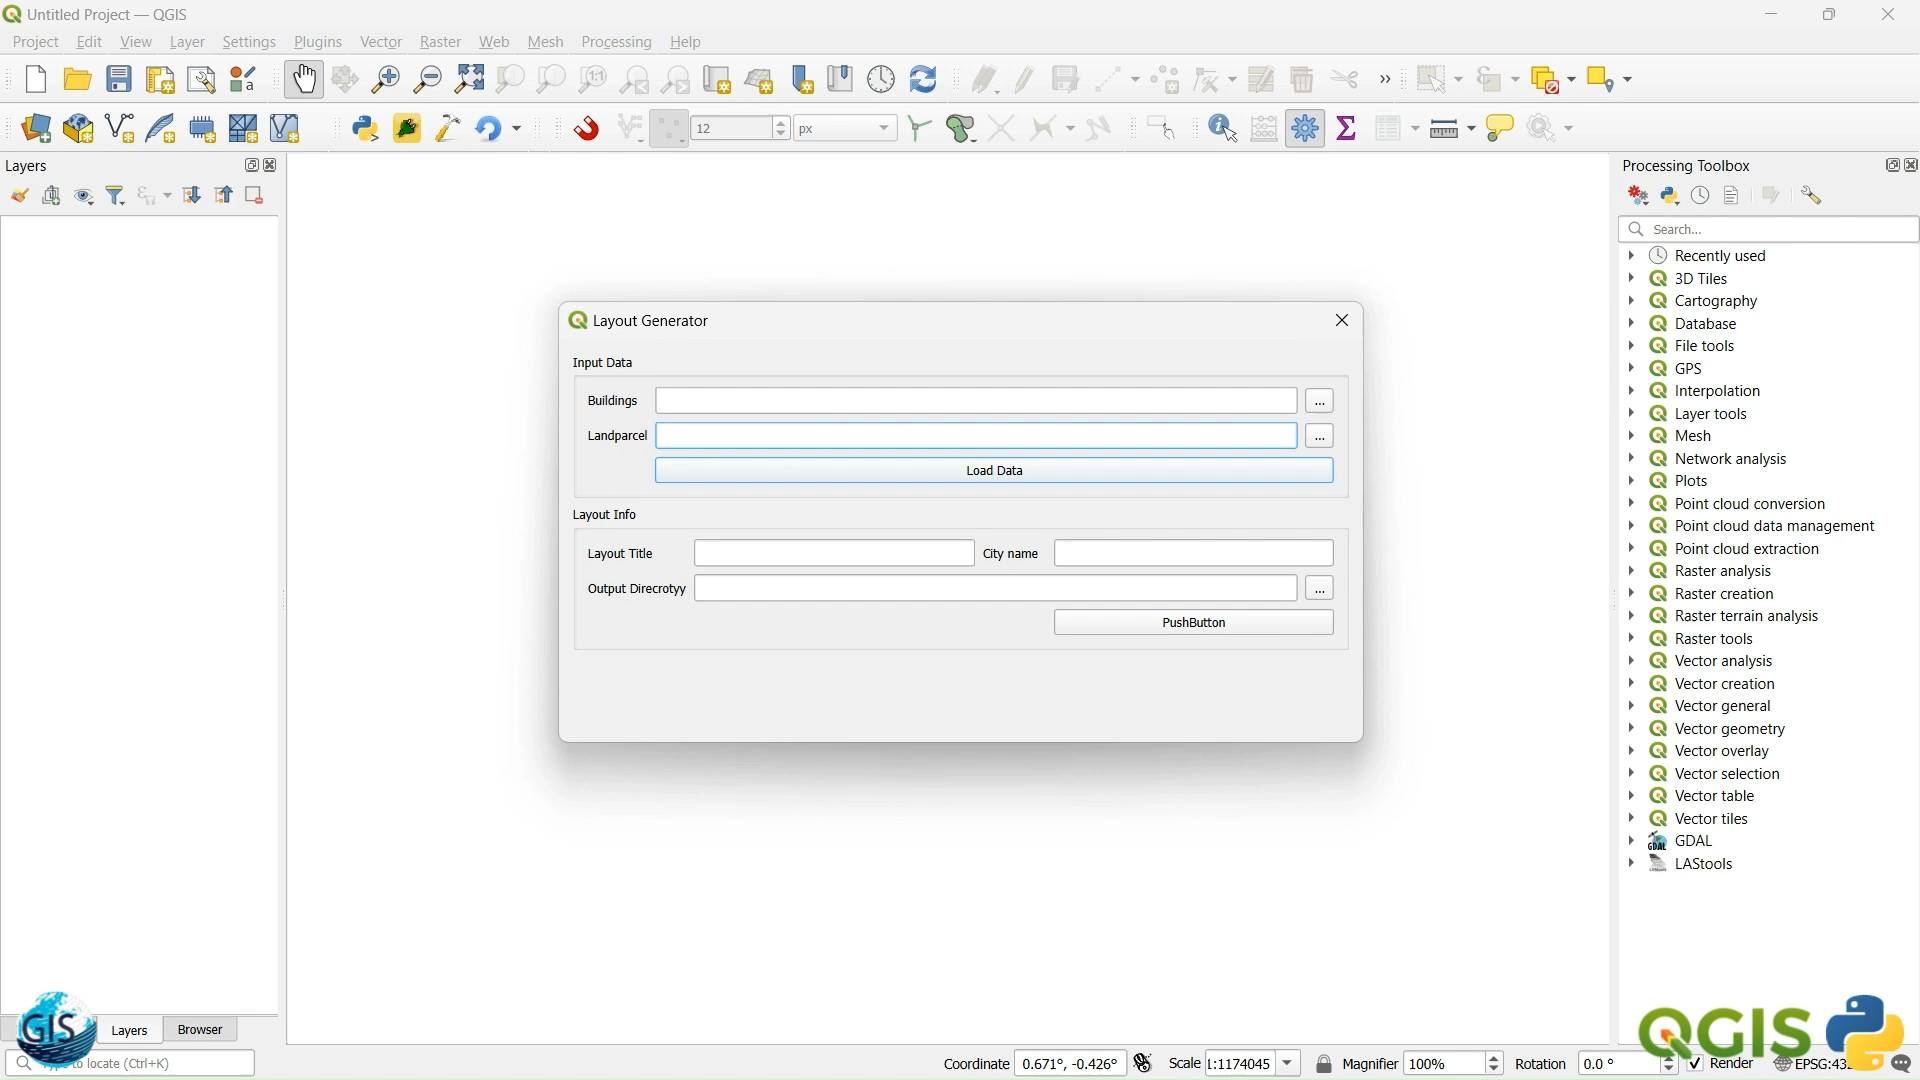 Untitled Project — QGIS
Project Edit View Layer Settings Plugins Vector Raster Web Mesh Processing Help
12 px
Layers
Processing Toolbox
Search...
Recently used
3D Tiles
Cartography
Database
File tools
GPS
Interpolation
Layer tools
Mesh
Network analysis
Plots
Point cloud conversion
Point cloud data management
Point cloud extraction
Raster analysis
Raster creation
Raster terrain analysis
Raster tools
Vector analysis
Vector creation
Vector general
Vector geometry
Vector overlay
Vector selection
Vector table
Vector tiles
GDAL
LAStools
Layout Generator
Input Data
Buildings ...
Landparcel ...
Load Data
Layout Info
Layout Title City name
Output Direcrotyy ...
PushButton
GIS
Layers Browser
to locate (Ctrl+K)
QGIS
Coordinate 0.671°, -0.426° Scale 1:1174045 Magnifier 100% Rotation 0.0 ° Render